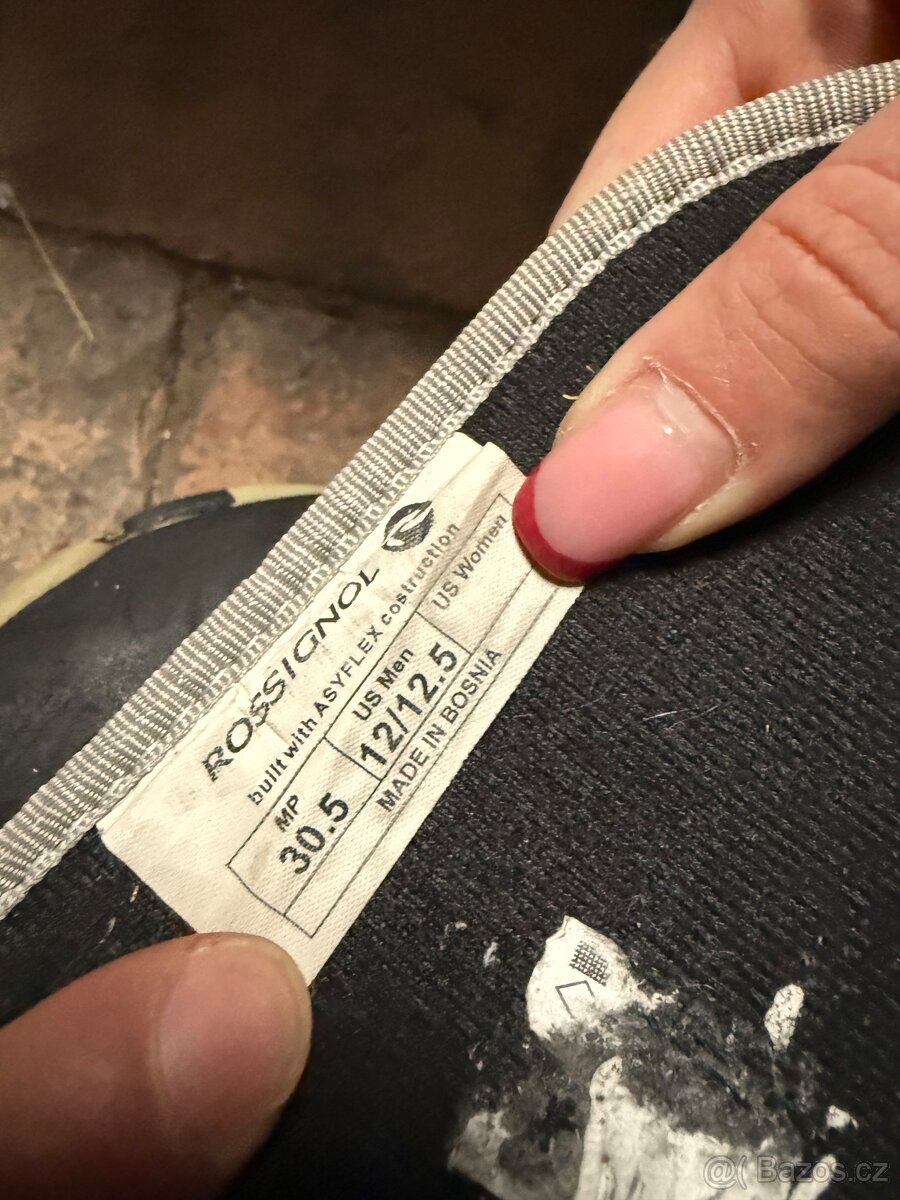 ROSSIGNOL
built with ASYFLEX costruction
MP US Men US Women
30.5 12/12.5
MADE IN BOSNIA
@( Bazos.cz